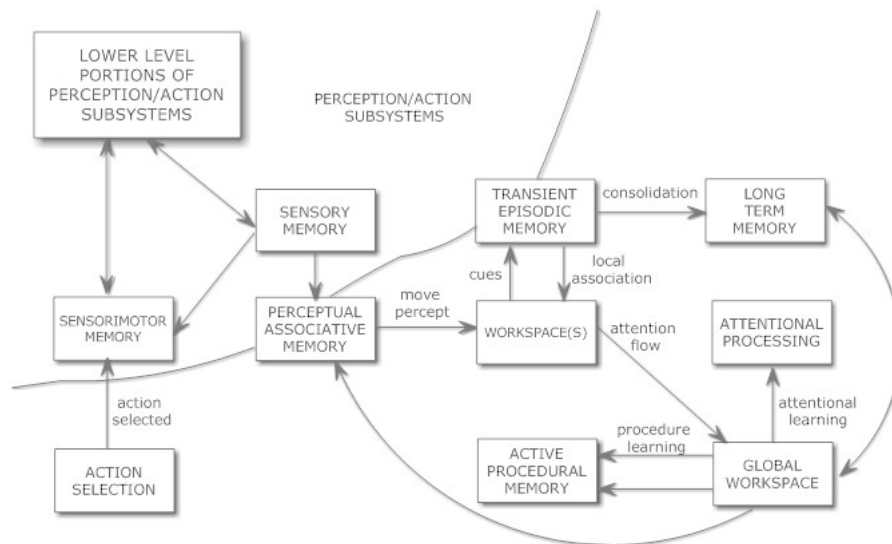 LOWER LEVEL
PORTIONS OF
PERCEPTION/ACTION
SUBSYSTEMS
PERCEPTION/ACTION
SUBSYSTEMS
SENSORY
MEMORY
TRANSIENT
EPISODIC
MEMORY
consolidation
LONG
TERM
MEMORY
cues
local
association
SENSORIMOTOR
MEMORY
PERCEPTUAL
ASSOCIATIVE
MEMORY
move
percept
WORKSPACE(S)
attention
flow
ATTENTIONAL
PROCESSING
action
selected
attentional
learning
ACTION
SELECTION
procedure
learning
ACTIVE
PROCEDURAL
MEMORY
GLOBAL
WORKSPACE